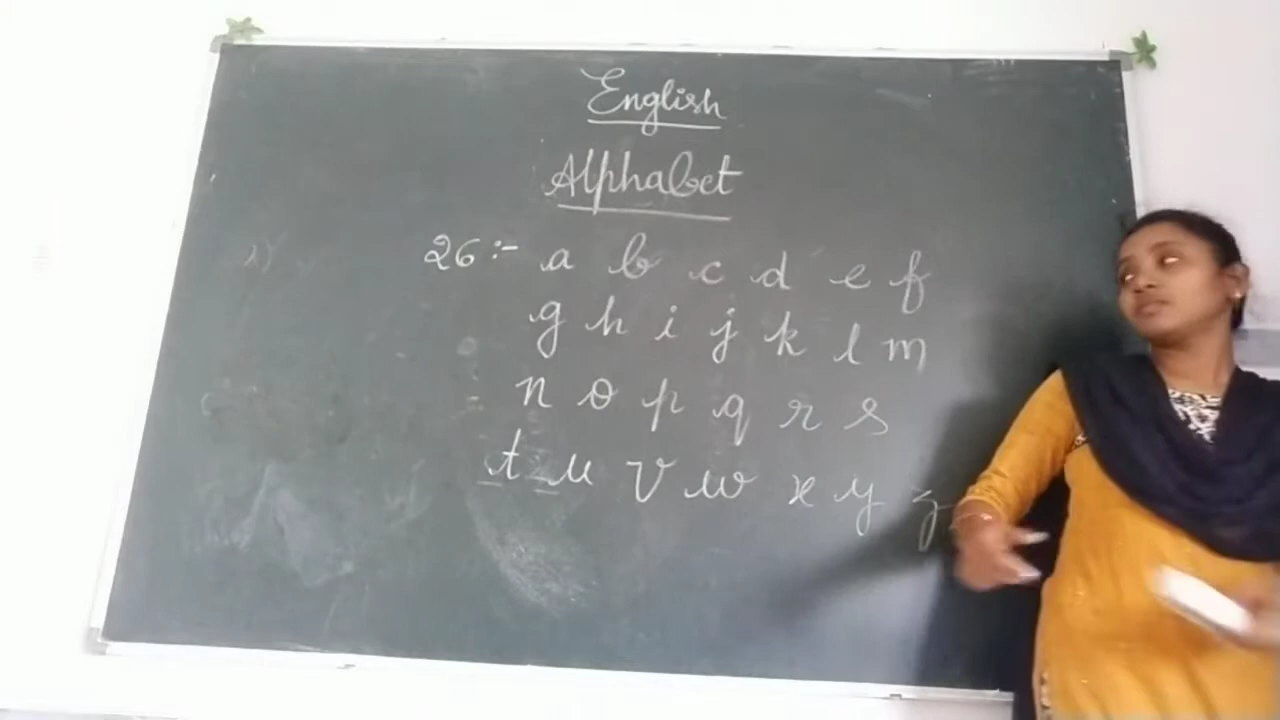 English
Alphabet
26 :- a b c d e f
g h i j k l m
n o p q r s
t u v w x y z